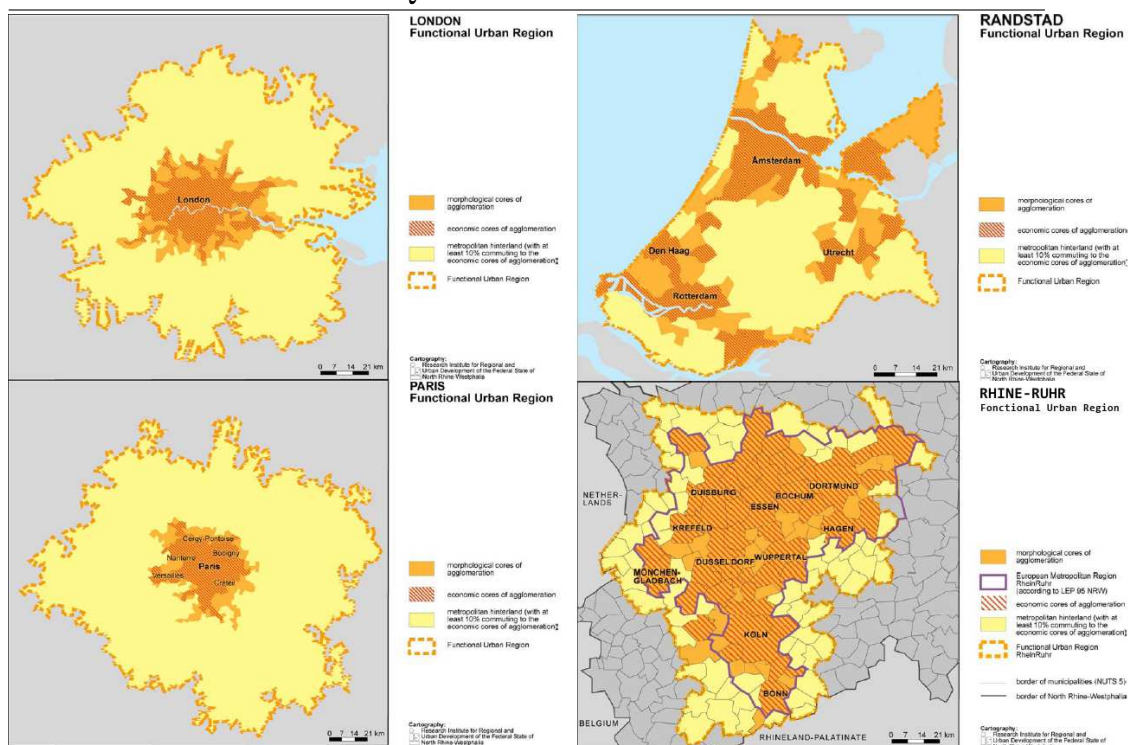 LONDON
Functional Urban Region
London
morphological cores of
agglomeration
economic cores of agglomeration
metropolitan hinterland (with at
least 10% commuting to the
economic cores of agglomeration)
Functional Urban Region
0 7 14 21 km
Cartography:
Research Institute for Regional and
Urban Development of the Federal State of
North Rhine-Westphalia
RANDSTAD
Functional Urban Region
Amsterdam
Den Haag
Utrecht
Rotterdam
morphological cores of
agglomeration
economic cores of agglomeration
metropolitan hinterland (with at
least 10% commuting to the
economic cores of agglomeration)
Functional Urban Region
0 7 14 21 km
Cartography:
Research Institute for Regional and
Urban Development of the Federal State of
North Rhine-Westphalia
PARIS
Functional Urban Region
Cergy-Pontoise
Nanterre
Bobigny
Paris
Versailles
Créteil
morphological cores of
agglomeration
economic cores of agglomeration
metropolitan hinterland (with at
least 10% commuting to the
economic cores of agglomeration)
Functional Urban Region
0 7 14 21 km
Cartography:
Research Institute for Regional and
Urban Development of the Federal State of
North Rhine-Westphalia
RHINE-RUHR
Fonctional Urban Region
NETHER-
LANDS
DUISBURG
DORTMUND
BOCHUM
ESSEN
KREFELD
HAGEN
WUPPERTAL
DÜSSELDORF
MÖNCHEN-
GLADBACH
KÖLN
BONN
BELGIUM
RHINELAND-PALATINATE
morphological cores of
agglomeration
European Metropolitan Region
RheinRuhr
(according to LEP 95 NRW)
economic cores of agglomeration
metropolitan hinterland (with at
least 10% commuting to the
economic cores of agglomeration)
Functional Urban Region
RheinRuhr
border of municipalities (NUTS 5)
border of North Rhine-Westphalia
0 7 14 21 km
Cartography:
Research Institute for Regional and
Urban Development of the Federal State of
North Rhine-Westphalia